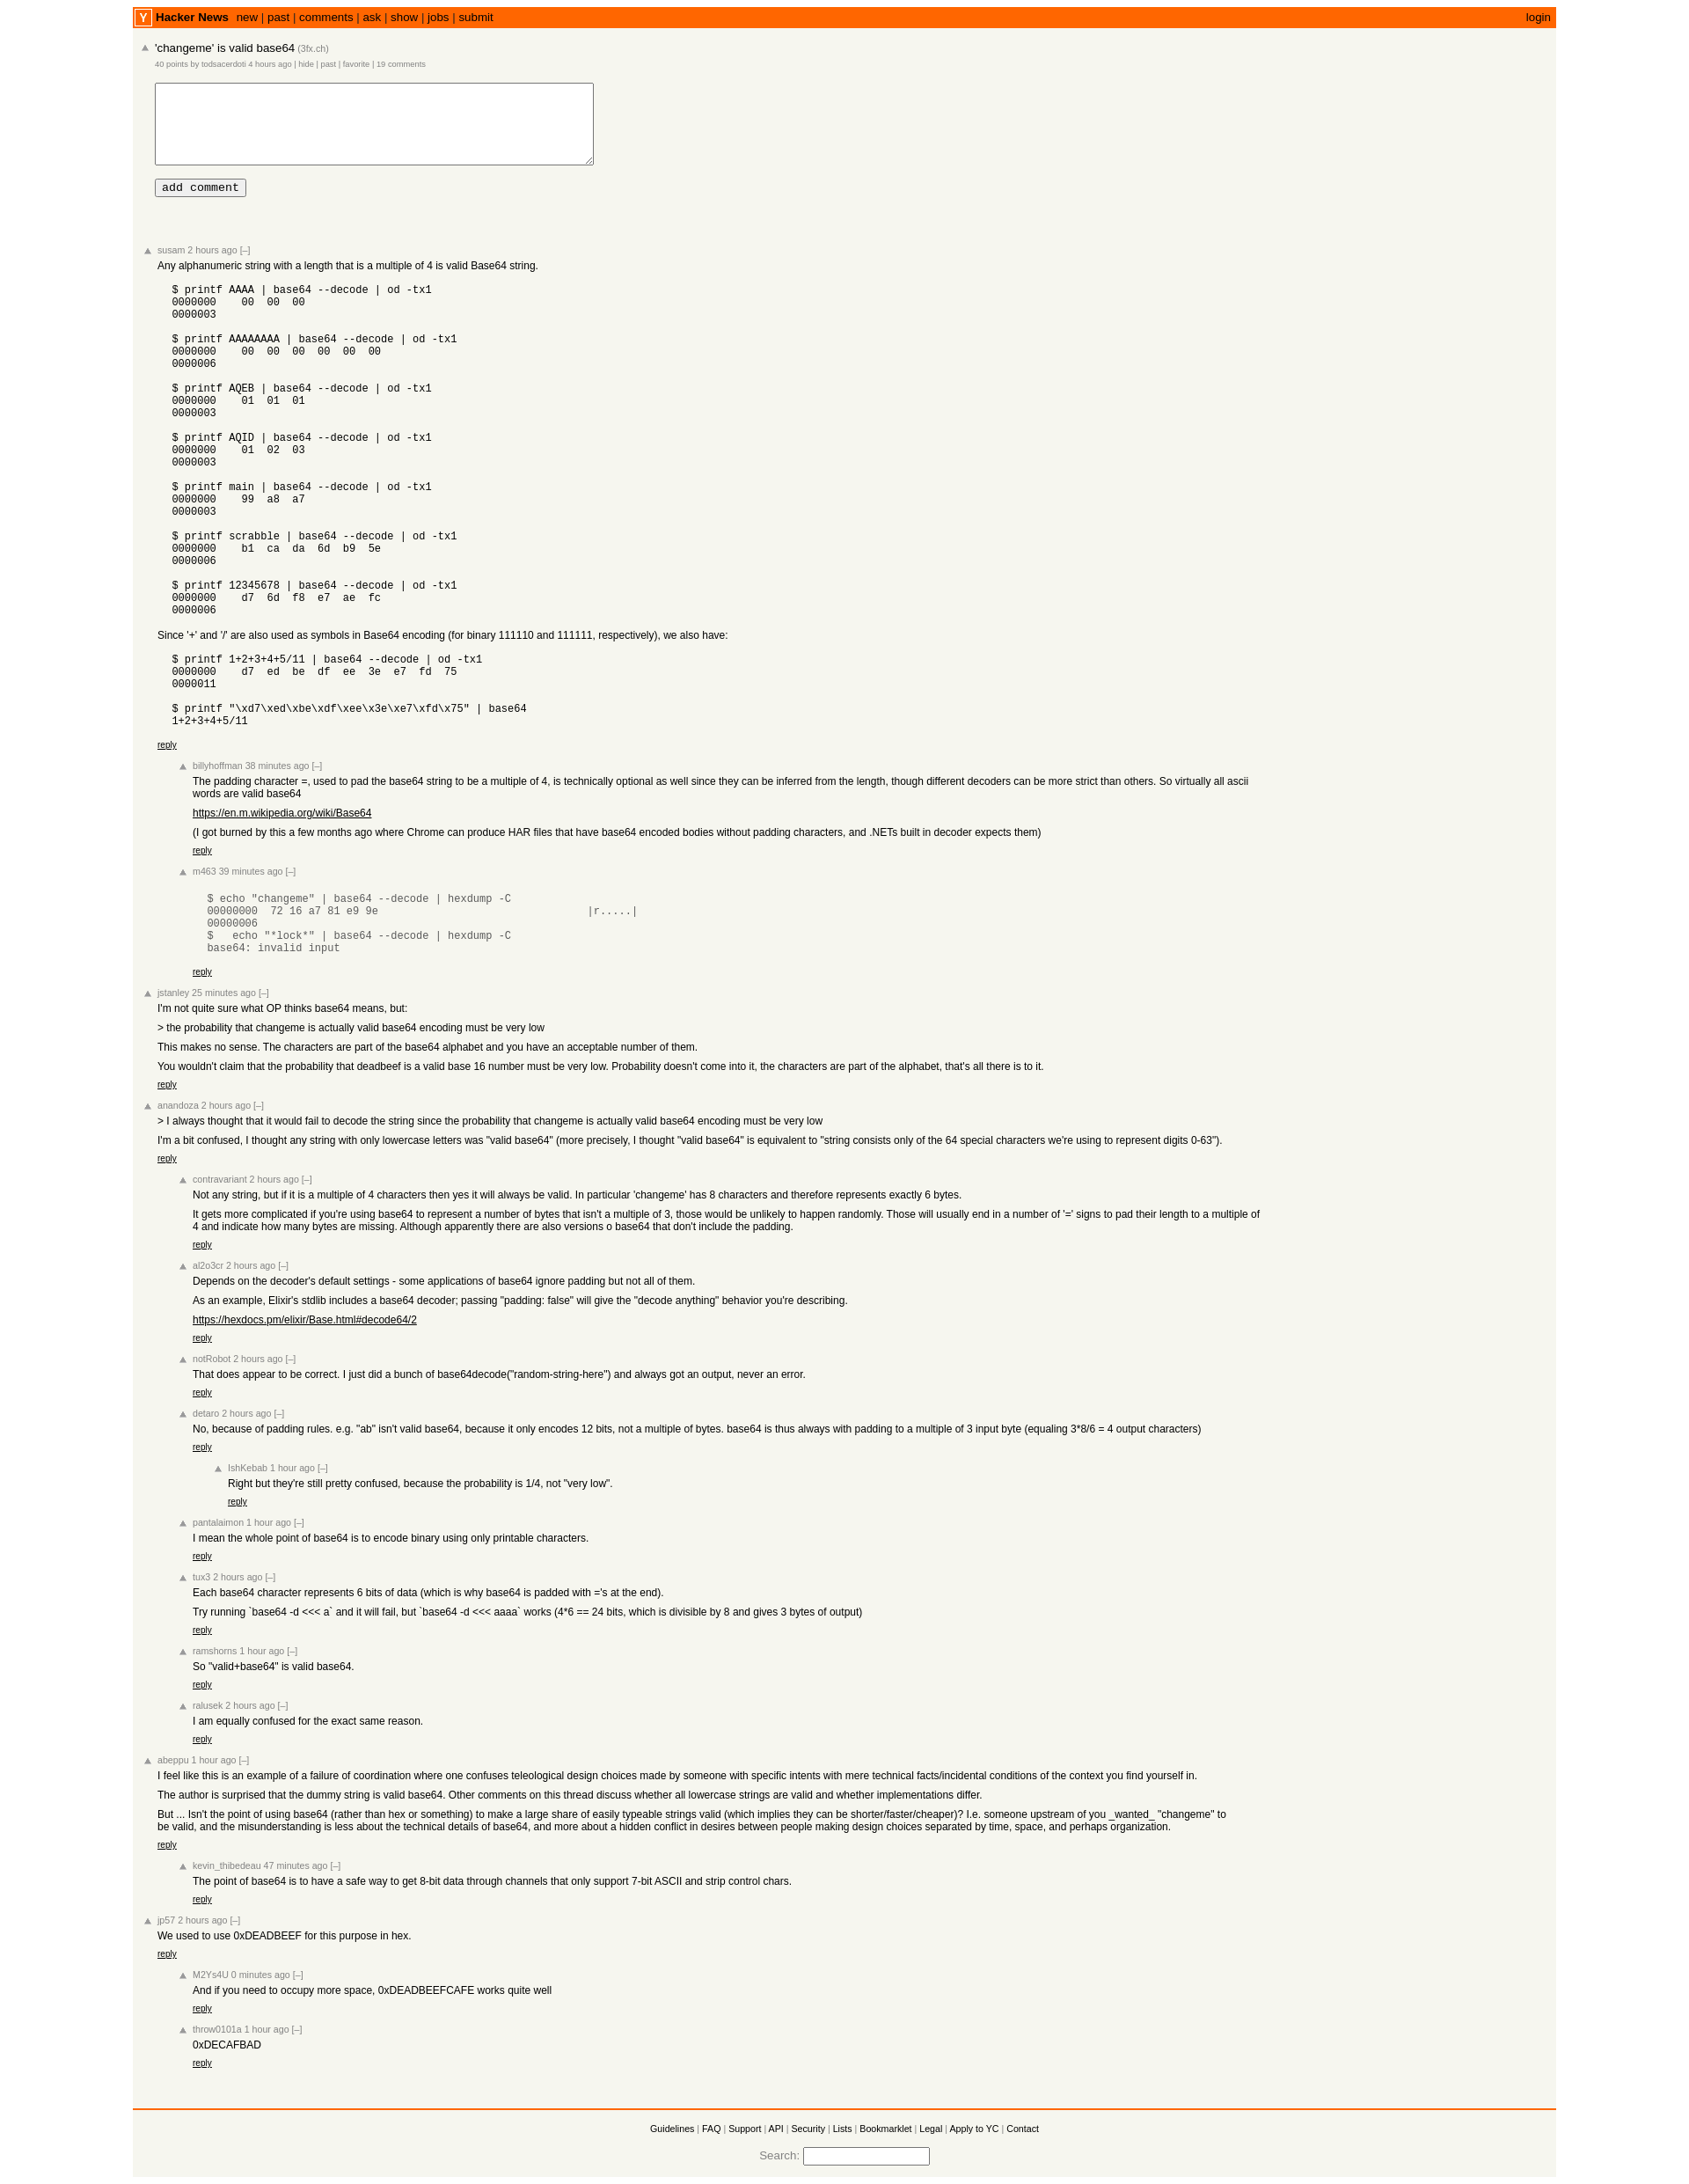 Y Hacker News new | past | comments | ask | show | jobs | submit login
'changeme' is valid base64 (3fx.ch)
40 points by todsacerdoti 4 hours ago | hide | past | favorite | 19 comments
add comment
susam 2 hours ago [–]
Any alphanumeric string with a length that is a multiple of 4 is valid Base64 string.
$ printf AAAA | base64 --decode | od -tx1
0000000    00  00  00
0000003
$ printf AAAAAAAA | base64 --decode | od -tx1
0000000    00  00  00  00  00  00
0000006
$ printf AQEB | base64 --decode | od -tx1
0000000    01  01  01
0000003
$ printf AQID | base64 --decode | od -tx1
0000000    01  02  03
0000003
$ printf main | base64 --decode | od -tx1
0000000    99  a8  a7
0000003
$ printf scrabble | base64 --decode | od -tx1
0000000    b1  ca  da  6d  b9  5e
0000006
$ printf 12345678 | base64 --decode | od -tx1
0000000    d7  6d  f8  e7  ae  fc
0000006
Since '+' and '/' are also used as symbols in Base64 encoding (for binary 111110 and 111111, respectively), we also have:
$ printf 1+2+3+4+5/11 | base64 --decode | od -tx1
0000000    d7  ed  be  df  ee  3e  e7  fd  75
0000011
$ printf "\xd7\xed\xbe\xdf\xee\x3e\xe7\xfd\x75" | base64
1+2+3+4+5/11
reply
billyhoffman 38 minutes ago [–]
The padding character =, used to pad the base64 string to be a multiple of 4, is technically optional as well since they can be inferred from the length, though different decoders can be more strict than others. So virtually all ascii
words are valid base64
https://en.m.wikipedia.org/wiki/Base64
(I got burned by this a few months ago where Chrome can produce HAR files that have base64 encoded bodies without padding characters, and .NETs built in decoder expects them)
reply
m463 39 minutes ago [–]
$ echo "changeme" | base64 --decode | hexdump -C
00000000  72 16 a7 81 e9 9e                                 |r.....|
00000006
$   echo "*lock*" | base64 --decode | hexdump -C
base64: invalid input
reply
jstanley 25 minutes ago [–]
I'm not quite sure what OP thinks base64 means, but:
> the probability that changeme is actually valid base64 encoding must be very low
This makes no sense. The characters are part of the base64 alphabet and you have an acceptable number of them.
You wouldn't claim that the probability that deadbeef is a valid base 16 number must be very low. Probability doesn't come into it, the characters are part of the alphabet, that's all there is to it.
reply
anandoza 2 hours ago [–]
> I always thought that it would fail to decode the string since the probability that changeme is actually valid base64 encoding must be very low
I'm a bit confused, I thought any string with only lowercase letters was "valid base64" (more precisely, I thought "valid base64" is equivalent to "string consists only of the 64 special characters we're using to represent digits 0-63").
reply
contravariant 2 hours ago [–]
Not any string, but if it is a multiple of 4 characters then yes it will always be valid. In particular 'changeme' has 8 characters and therefore represents exactly 6 bytes.
It gets more complicated if you're using base64 to represent a number of bytes that isn't a multiple of 3, those would be unlikely to happen randomly. Those will usually end in a number of '=' signs to pad their length to a multiple of
4 and indicate how many bytes are missing. Although apparently there are also versions o base64 that don't include the padding.
reply
al2o3cr 2 hours ago [–]
Depends on the decoder's default settings - some applications of base64 ignore padding but not all of them.
As an example, Elixir's stdlib includes a base64 decoder; passing "padding: false" will give the "decode anything" behavior you're describing.
https://hexdocs.pm/elixir/Base.html#decode64/2
reply
notRobot 2 hours ago [–]
That does appear to be correct. I just did a bunch of base64decode("random-string-here") and always got an output, never an error.
reply
detaro 2 hours ago [–]
No, because of padding rules. e.g. "ab" isn't valid base64, because it only encodes 12 bits, not a multiple of bytes. base64 is thus always with padding to a multiple of 3 input byte (equaling 3*8/6 = 4 output characters)
reply
IshKebab 1 hour ago [–]
Right but they're still pretty confused, because the probability is 1/4, not "very low".
reply
pantalaimon 1 hour ago [–]
I mean the whole point of base64 is to encode binary using only printable characters.
reply
tux3 2 hours ago [–]
Each base64 character represents 6 bits of data (which is why base64 is padded with ='s at the end).
Try running `base64 -d <<< a` and it will fail, but `base64 -d <<< aaaa` works (4*6 == 24 bits, which is divisible by 8 and gives 3 bytes of output)
reply
ramshorns 1 hour ago [–]
So "valid+base64" is valid base64.
reply
ralusek 2 hours ago [–]
I am equally confused for the exact same reason.
reply
abeppu 1 hour ago [–]
I feel like this is an example of a failure of coordination where one confuses teleological design choices made by someone with specific intents with mere technical facts/incidental conditions of the context you find yourself in.
The author is surprised that the dummy string is valid base64. Other comments on this thread discuss whether all lowercase strings are valid and whether implementations differ.
But ... Isn't the point of using base64 (rather than hex or something) to make a large share of easily typeable strings valid (which implies they can be shorter/faster/cheaper)? I.e. someone upstream of you _wanted_ "changeme" to
be valid, and the misunderstanding is less about the technical details of base64, and more about a hidden conflict in desires between people making design choices separated by time, space, and perhaps organization.
reply
kevin_thibedeau 47 minutes ago [–]
The point of base64 is to have a safe way to get 8-bit data through channels that only support 7-bit ASCII and strip control chars.
reply
jp57 2 hours ago [–]
We used to use 0xDEADBEEF for this purpose in hex.
reply
M2Ys4U 0 minutes ago [–]
And if you need to occupy more space, 0xDEADBEEFCAFE works quite well
reply
throw0101a 1 hour ago [–]
0xDECAFBAD
reply
Guidelines | FAQ | Support | API | Security | Lists | Bookmarklet | Legal | Apply to YC | Contact
Search: